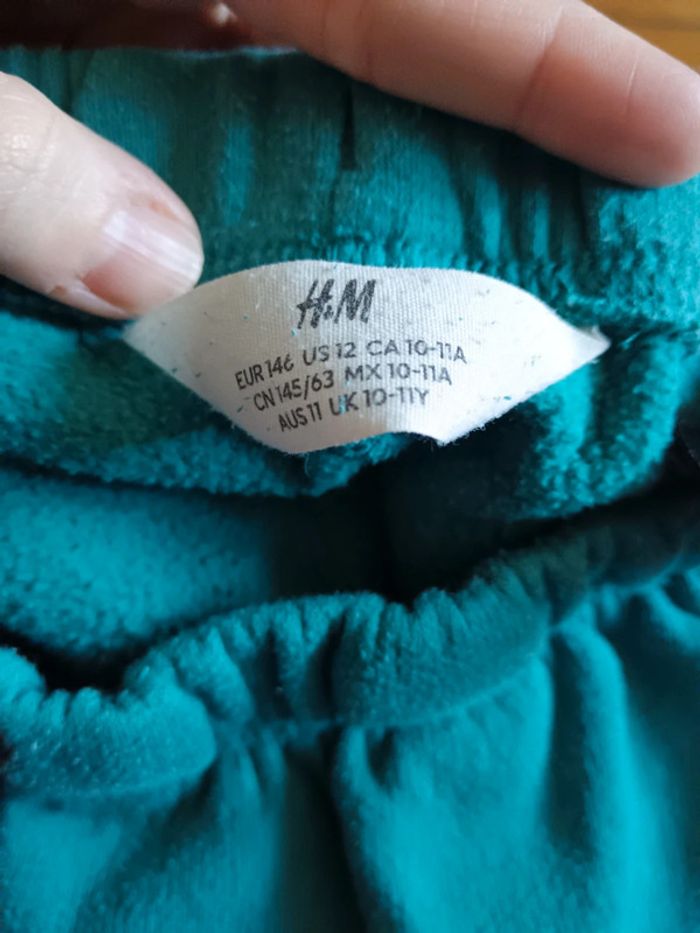 H&M
EUR 146 US 12 CA 10-11A
CN 145/63 MX 10-11A
AUS 11 UK 10-11Y